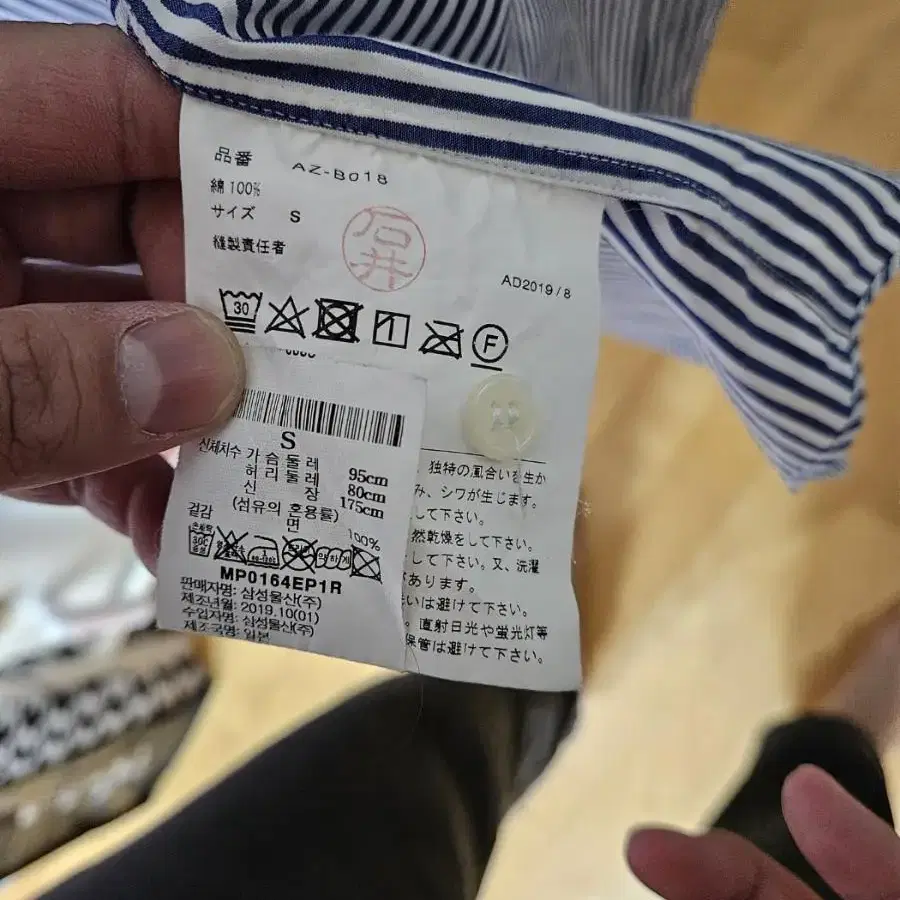 品番 AZ-B018
綿 100%
サイズ S
縫製責任者
石井
AD2019/8
30
F
S
신체치수 가슴둘레 95cm
허리둘레 80cm
신장 175cm
겉감 (섬유의 혼용률)
면 100%
MP0164EP1R
판매자명: 삼성물산(주)
제조년월: 2019.10(01)
수입자명: 삼성물산(주)
제조국명: 일본
独特の風合いを生か
み、シワが生じます。
して下さい。
然乾燥をして下さい。
して下さい。又、洗濯
があります。
いは避けて下さい。
。直射日光や蛍光灯等
保管は避けて下さい。